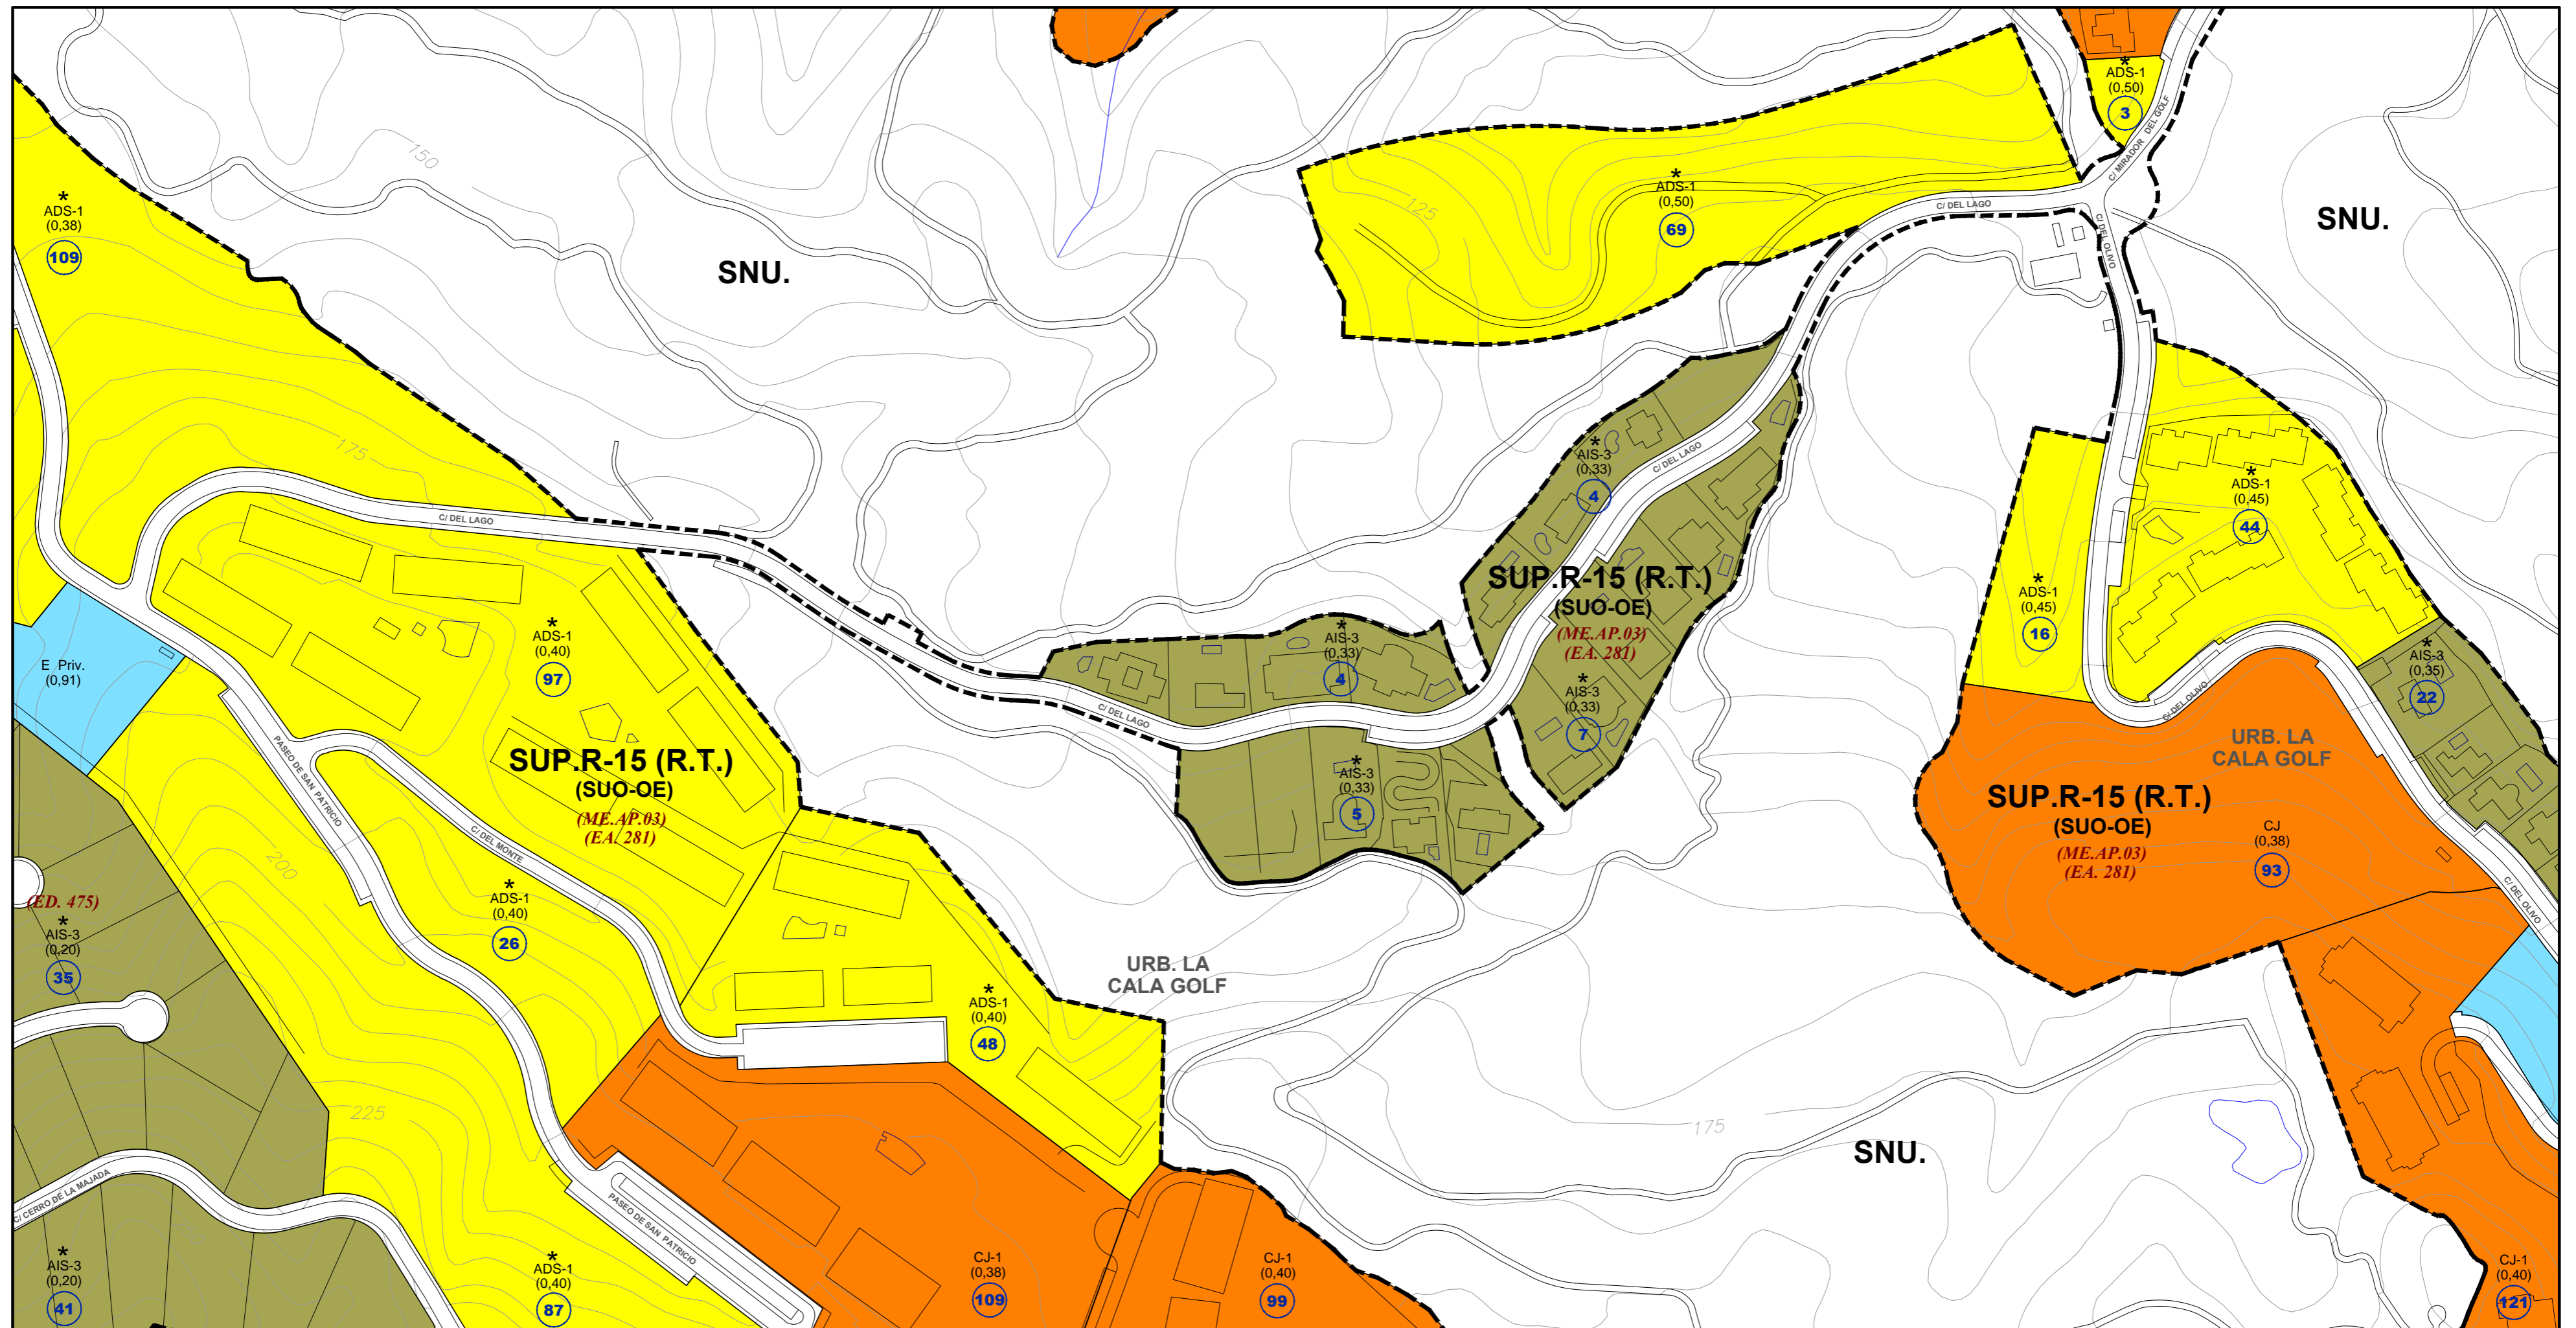 *
ADS-1
(0,50)
3
C/ MIRADOR DEL GOLF
150
*
ADS-1
(0,38)
109
*
ADS-1
(0,50)
69
125
C/ DEL LAGO
C/ DEL OLIVO
SNU.
SNU.
175
*
AIS-3
(0,33)
4
C/ DEL LAGO
*
ADS-1
(0,45)
44
C/ DEL LAGO
SUP.R-15 (R.T.)
(SUO-OE)
(ME.AP.03)
(EA. 281)
*
ADS-1
(0,45)
16
*
ADS-1
(0,40)
97
*
AIS-3
(0,33)
4
E Priv.
(0,91)
*
AIS-3
(0,35)
22
*
AIS-3
(0,33)
7
C/ DEL LAGO
C/ DEL OLIVO
URB. LA
CALA GOLF
PASEO DE SAN PATRICIO
SUP.R-15 (R.T.)
(SUO-OE)
(ME.AP.03)
(EA. 281)
*
AIS-3
(0,33)
5
SUP.R-15 (R.T.)
(SUO-OE)
(ME.AP.03)
(EA. 281)
CJ
(0,38)
93
C/ DEL MONTE
200
(ED. 475)
*
AIS-3
(0,20)
35
*
ADS-1
(0,40)
26
C/ DEL OLIVO
URB. LA
CALA GOLF
*
ADS-1
(0,40)
48
225
175
SNU.
C/ CERRO DE LA MAJADA
PASEO DE SAN PATRICIO
*
AIS-3
(0,20)
41
*
ADS-1
(0,40)
87
CJ-1
(0,38)
109
CJ-1
(0,40)
99
CJ-1
(0,40)
121